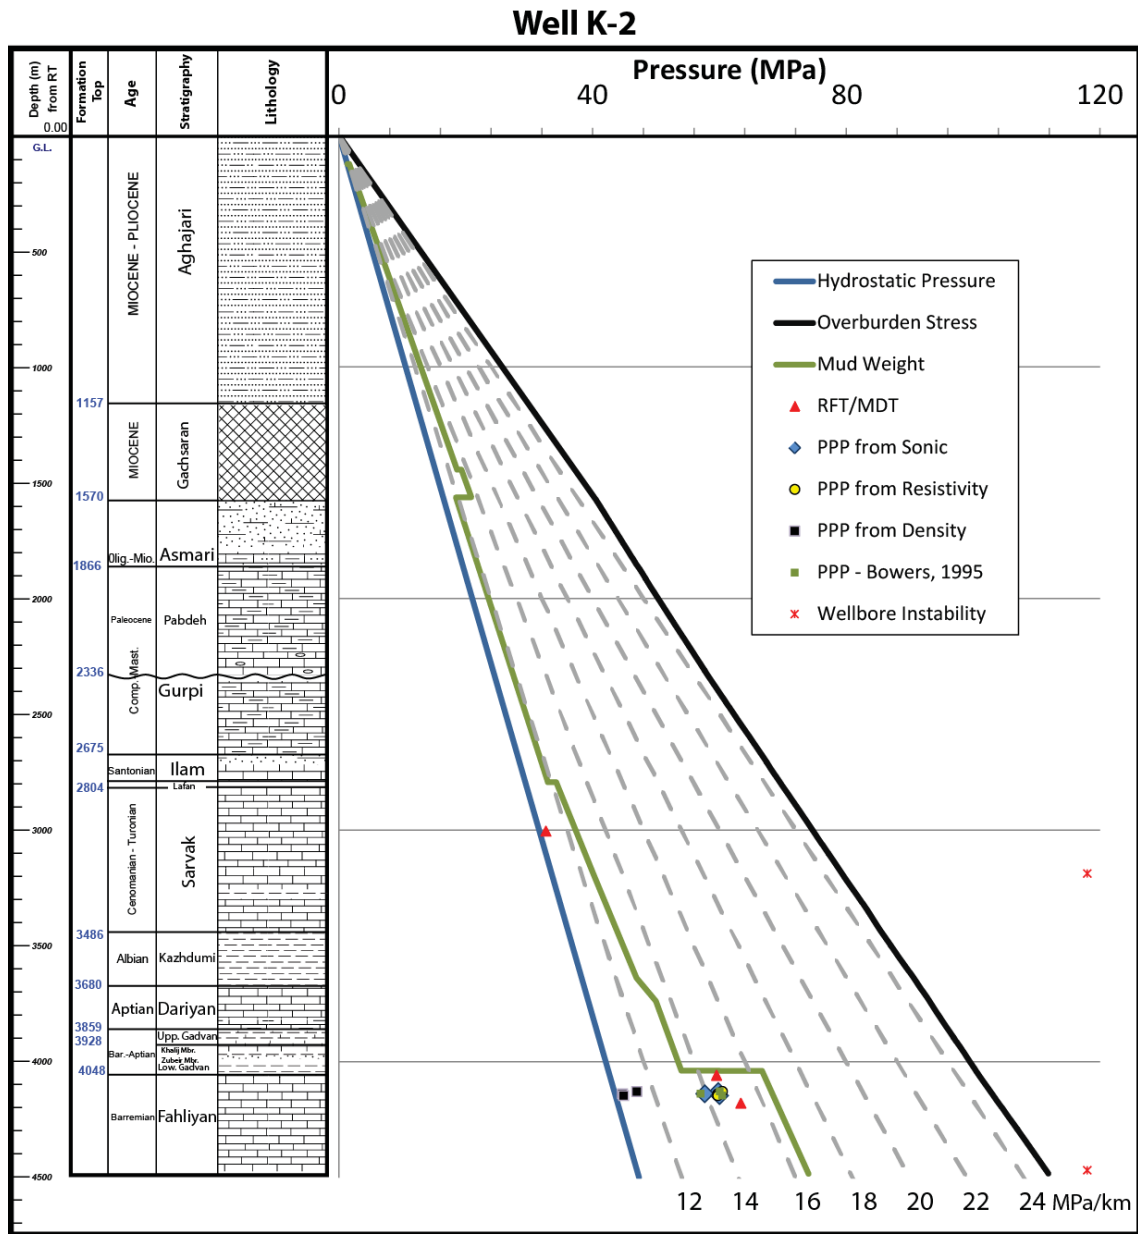 Well K-2
Depth (m)
from RT
0.00
Formation
Top
Age
Stratigraphy
Lithology
Pressure (MPa)
0
40
80
120
G.L.
500
1000
1500
2000
2500
3000
3500
4000
4500
1157
1570
1866
2336
2675
2804
3486
3680
3859
3928
4048
MIOCENE - PLIOCENE
MIOCENE
Olig.-Mio.
Paleocene
Comp.-Mast.
Santonian
Cenomanian - Turonian
Albian
Aptian
Bar.-Aptian
Barremian
Aghajari
Gachsaran
Asmari
Pabdeh
Gurpi
Ilam
Lafan
Sarvak
Kazhdumi
Dariyan
Upp. Gadvan
Khalij Mbr.
Zubeir Mbr.
Low. Gadvan
Fahliyan
Hydrostatic Pressure
Overburden Stress
Mud Weight
RFT/MDT
PPP from Sonic
PPP from Resistivity
PPP from Density
PPP - Bowers, 1995
Wellbore Instability
12 14 16 18 20 22 24 MPa/km